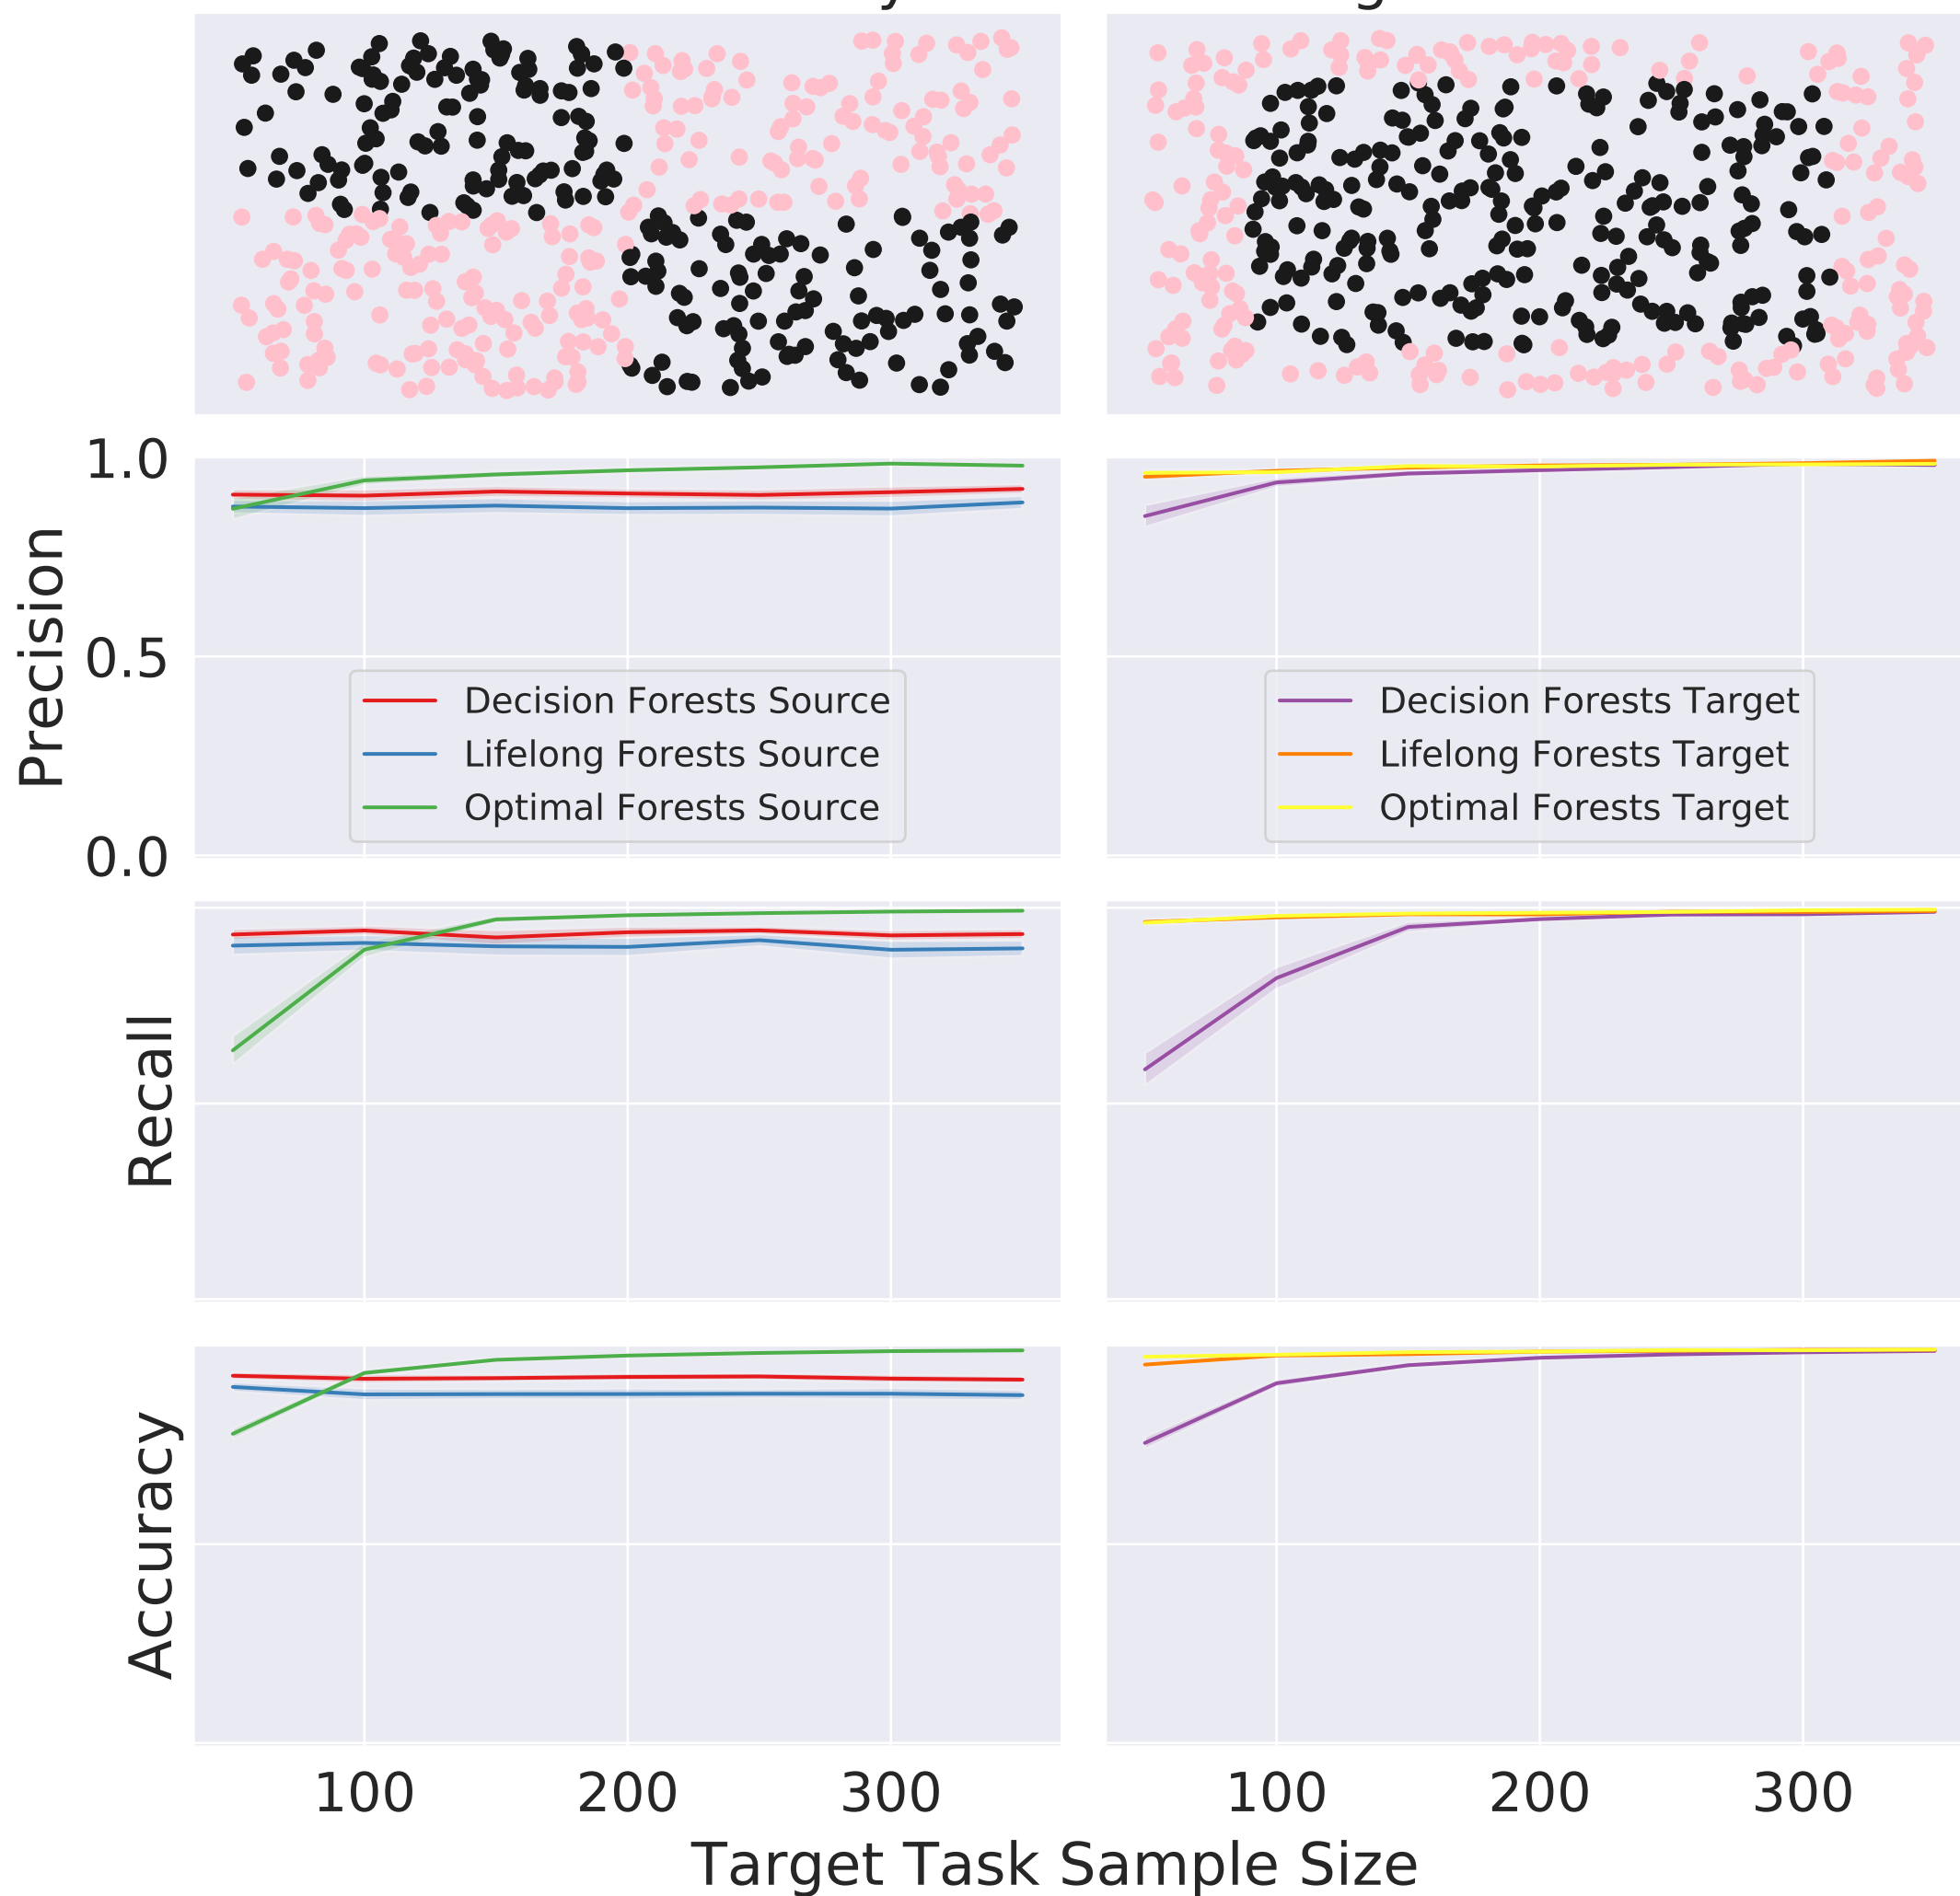 1.0
0.5
0.0
Precision
Decision Forests Source
Lifelong Forests Source
Optimal Forests Source
Decision Forests Target
Lifelong Forests Target
Optimal Forests Target
Recall
Accuracy
100 200 300 100 200 300
Target Task Sample Size